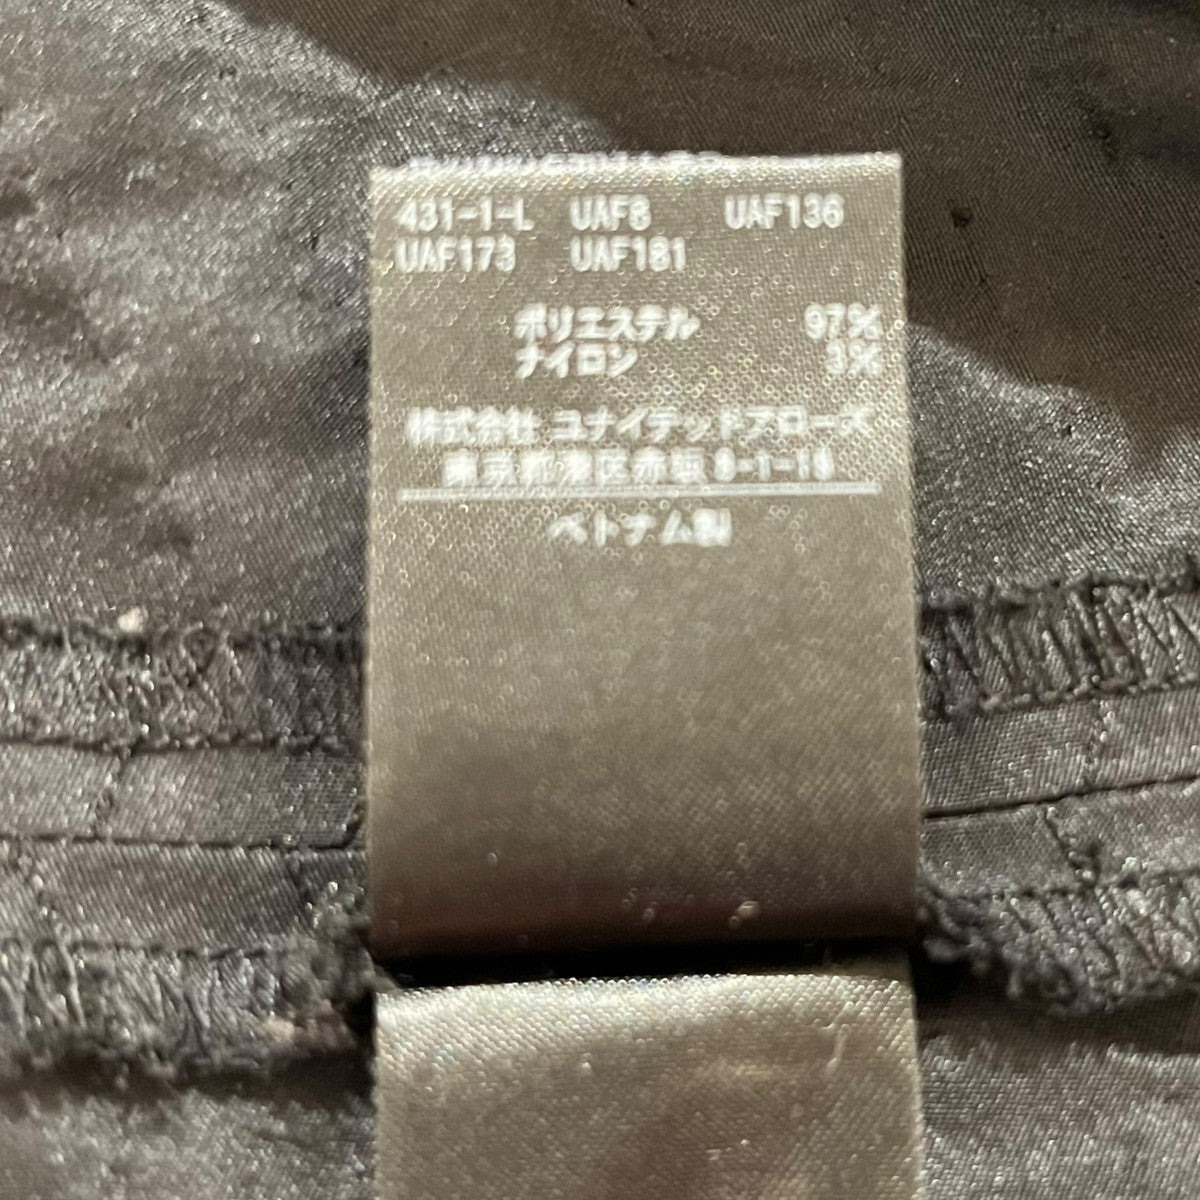 431-1-L UAF8 UAF136
UAF173 UAF181
ポリエステル 97%
ナイロン 3%
株式会社 ユナイテッドアローズ
東京都港区赤坂 8-1-19
ベトナム製